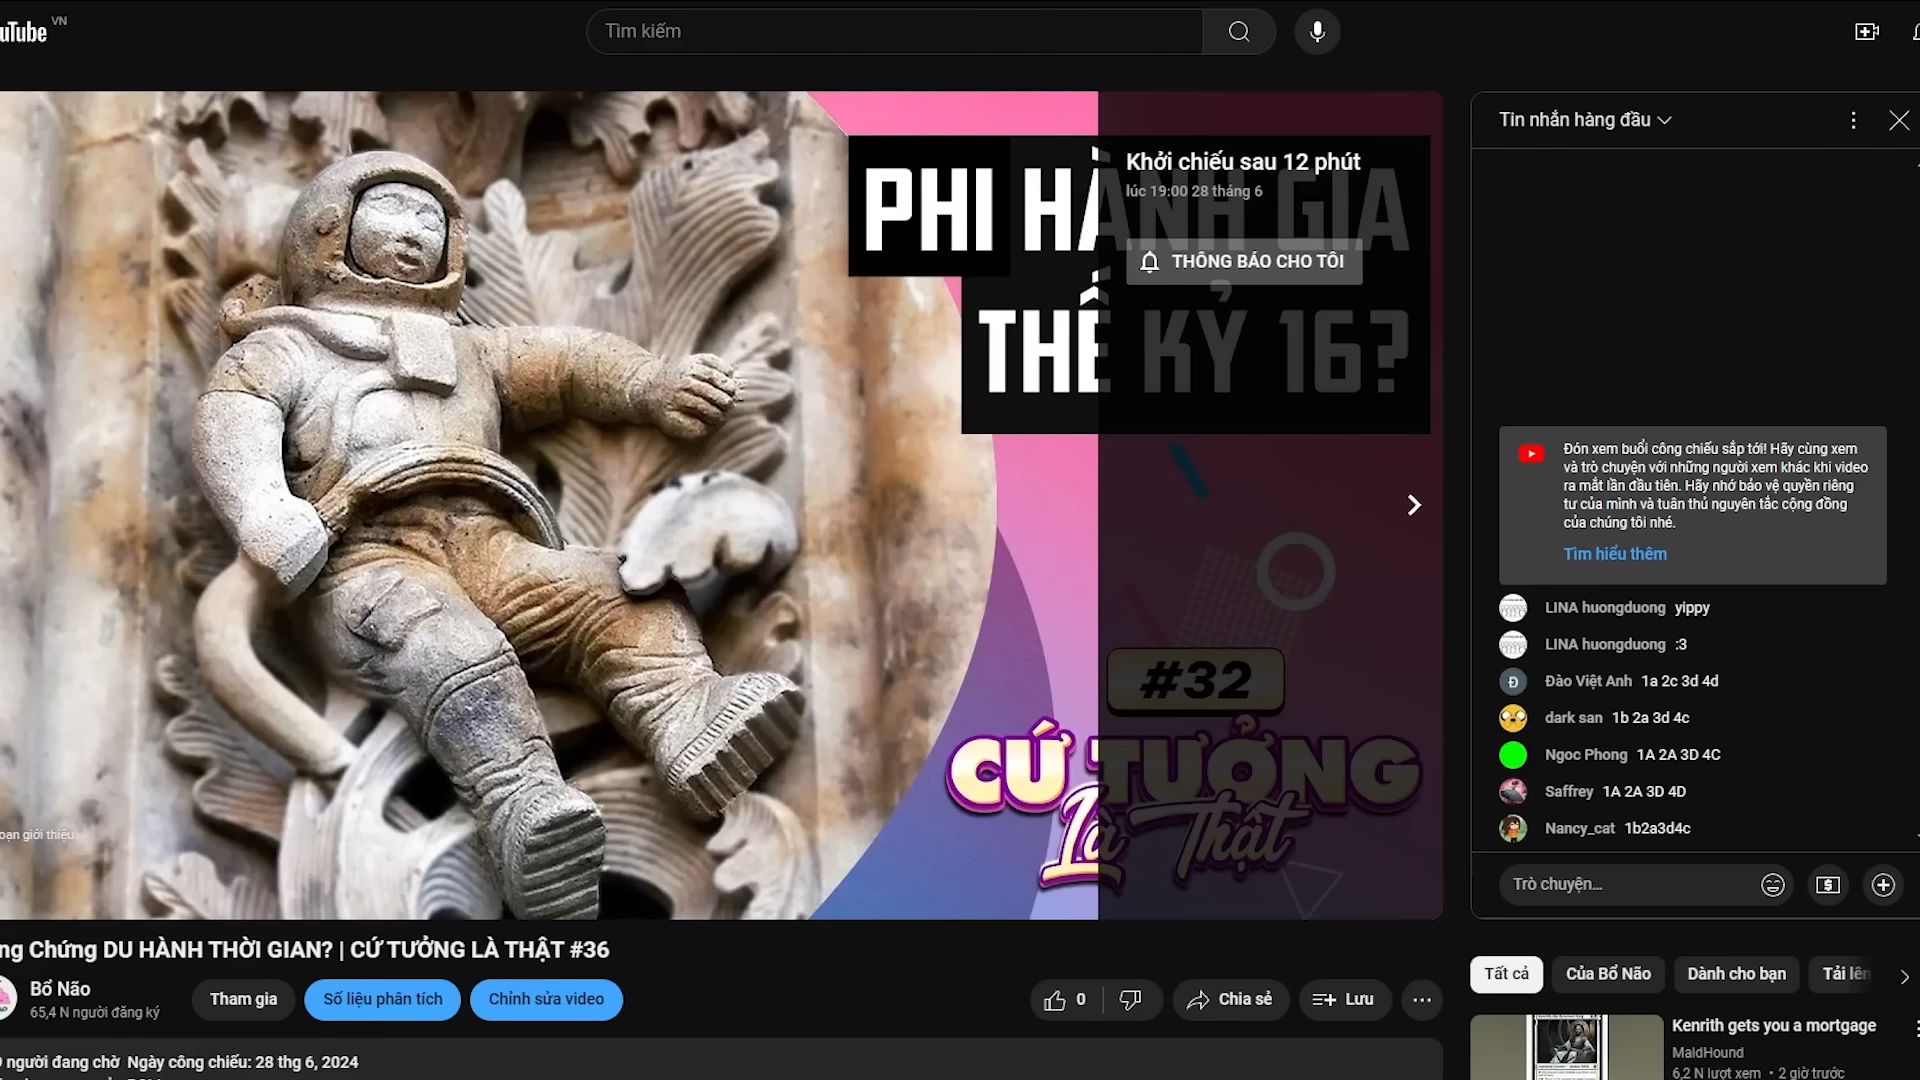 uTube VN
Tìm kiếm
PHI HÀNH GIA
THẾ KỶ 16?
Khởi chiếu sau 12 phút
lúc 19:00 28 tháng 6
THÔNG BÁO CHO TÔI
#32
CỨ TƯỞNG
Là Thật
oạn giới thiệu
Tin nhắn hàng đầu
Đón xem buổi công chiếu sắp tới! Hãy cùng xem
và trò chuyện với những người xem khác khi video
ra mắt lần đầu tiên. Hãy nhớ bảo vệ quyền riêng
tư của mình và tuân thủ nguyên tắc cộng đồng
của chúng tôi nhé.
Tìm hiểu thêm
LINA huongduong yippy
LINA huongduong :3
Đ Đào Việt Anh 1a 2c 3d 4d
dark san 1b 2a 3d 4c
Ngoc Phong 1A 2A 3D 4C
Saffrey 1A 2A 3D 4D
Nancy_cat 1b2a3d4c
Trò chuyện...
ng Chứng DU HÀNH THỜI GIAN? | CỨ TƯỞNG LÀ THẬT #36
Bổ Não
65,4 N người đăng ký
Tham gia
Số liệu phân tích
Chỉnh sửa video
0
Chia sẻ
Lưu
người đang chờ Ngày công chiếu: 28 thg 6, 2024
Tất cả
Của Bổ Não
Dành cho bạn
Tải lên
Kenrith gets you a mortgage
MaldHound
6,2 N lượt xem • 2 giờ trước